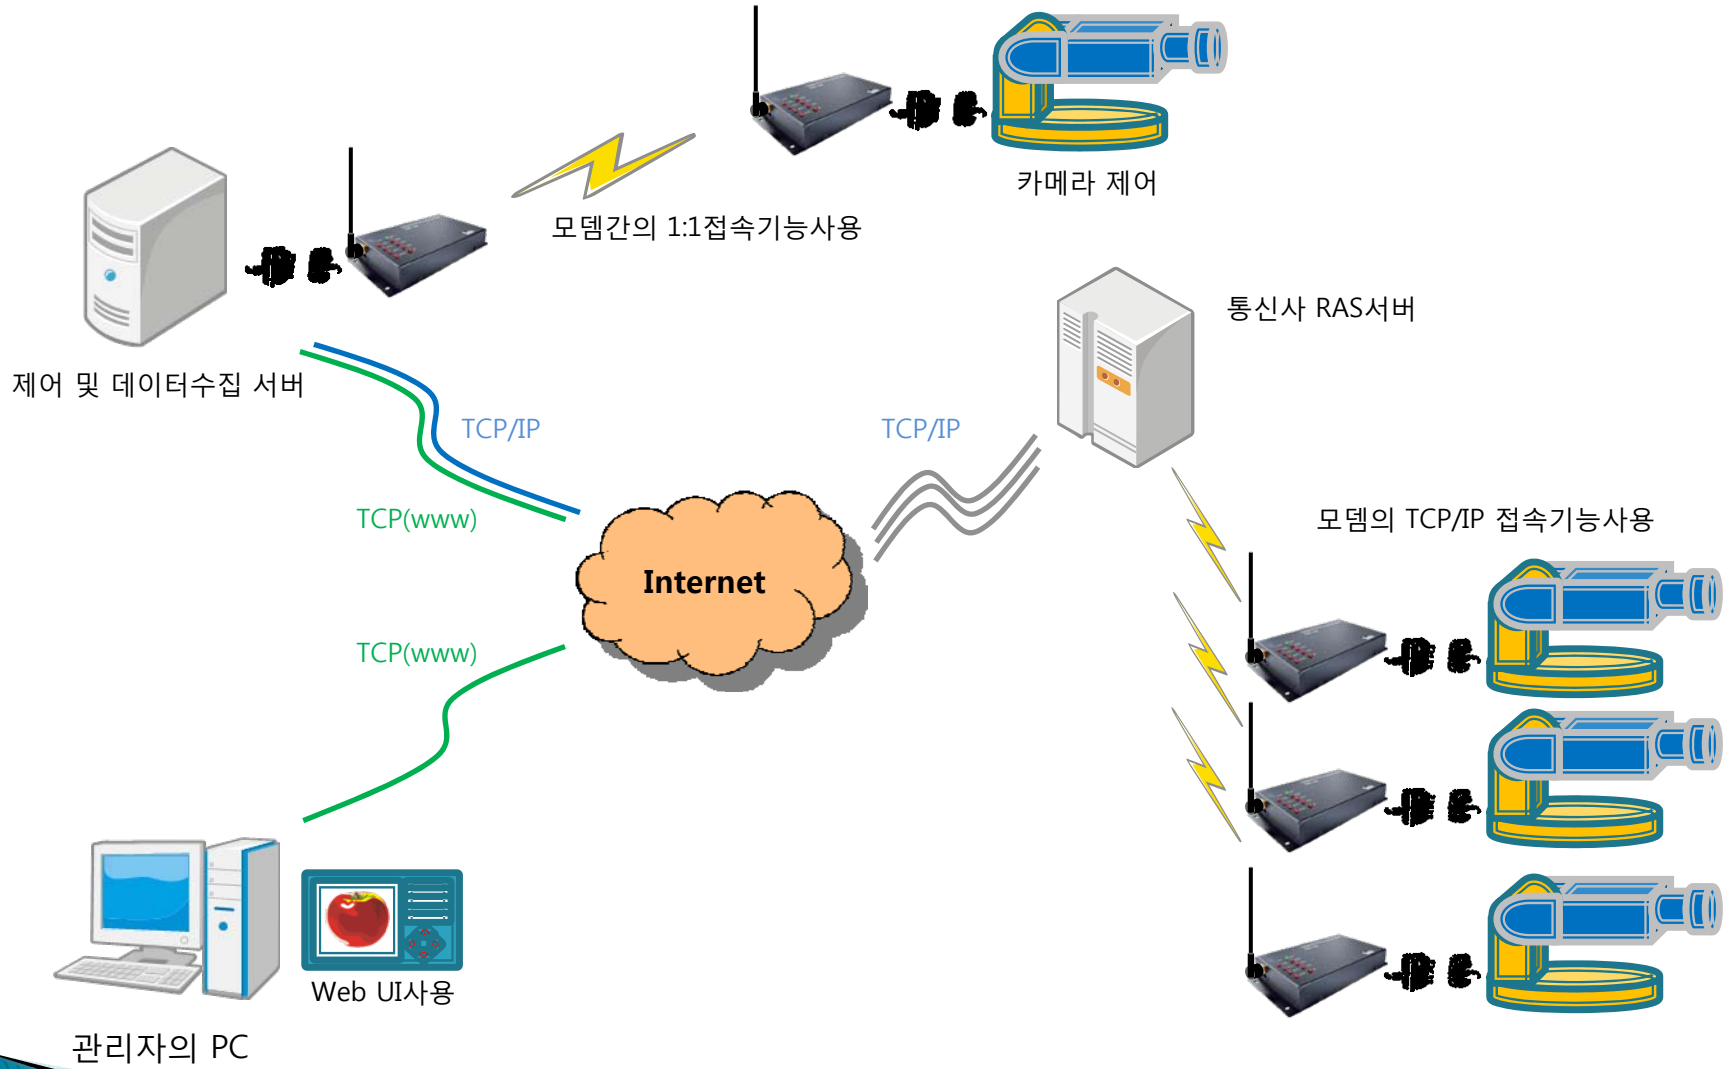 카메라 제어
모뎀간의 1:1접속기능사용
통신사 RAS서버
제어 및 데이터수집 서버
TCP/IP
TCP/IP
TCP(www)
모뎀의 TCP/IP 접속기능사용
Internet
TCP(www)
Web UI사용
관리자의 PC